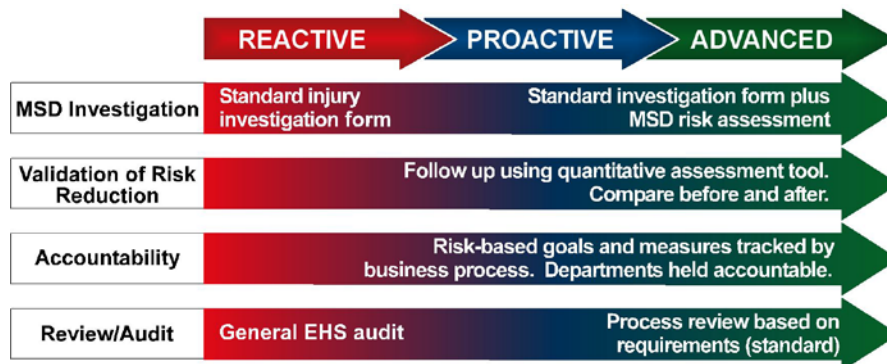 REACTIVE PROACTIVE ADVANCED
MSD Investigation
Standard injury
investigation form
Standard investigation form plus
MSD risk assessment
Validation of Risk
Reduction
Follow up using quantitative assessment tool.
Compare before and after.
Accountability
Risk-based goals and measures tracked by
business process. Departments held accountable.
Review/Audit
General EHS audit
Process review based on
requirements (standard)